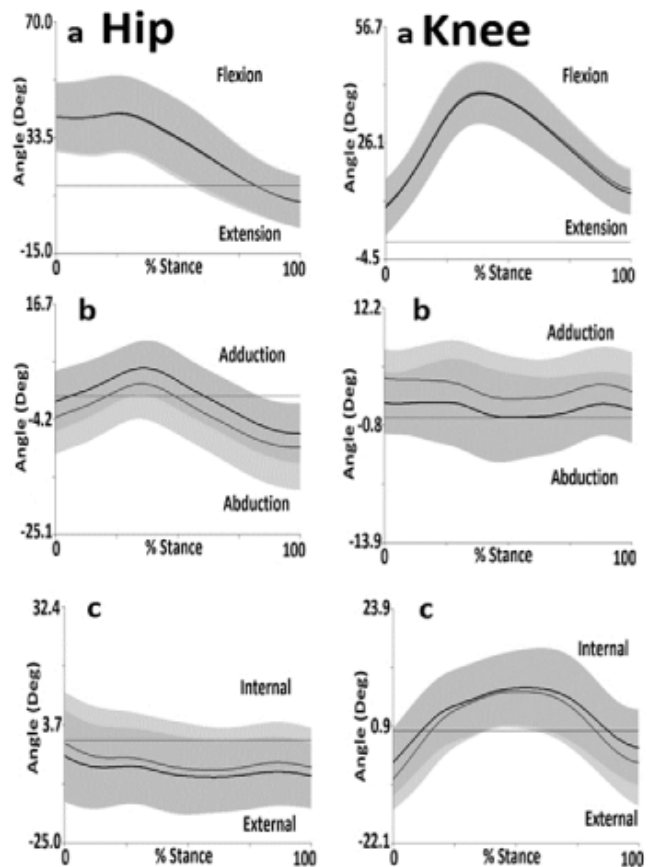 a Hip
70.0
33.5
-15.0
Angle (Deg)
Flexion
Extension
0 % Stance 100
a Knee
56.7
26.1
-4.5
Angle (Deg)
Flexion
Extension
0 % Stance 100
b
16.7
-4.2
-25.1
Angle (Deg)
Adduction
Abduction
0 % Stance 100
b
12.2
-0.8
-13.9
Angle (Deg)
Adduction
Abduction
0 % Stance 100
c
32.4
3.7
-25.0
Angle (Deg)
Internal
External
0 % Stance 100
c
23.9
0.9
-22.1
Angle (Deg)
Internal
External
0 % Stance 100